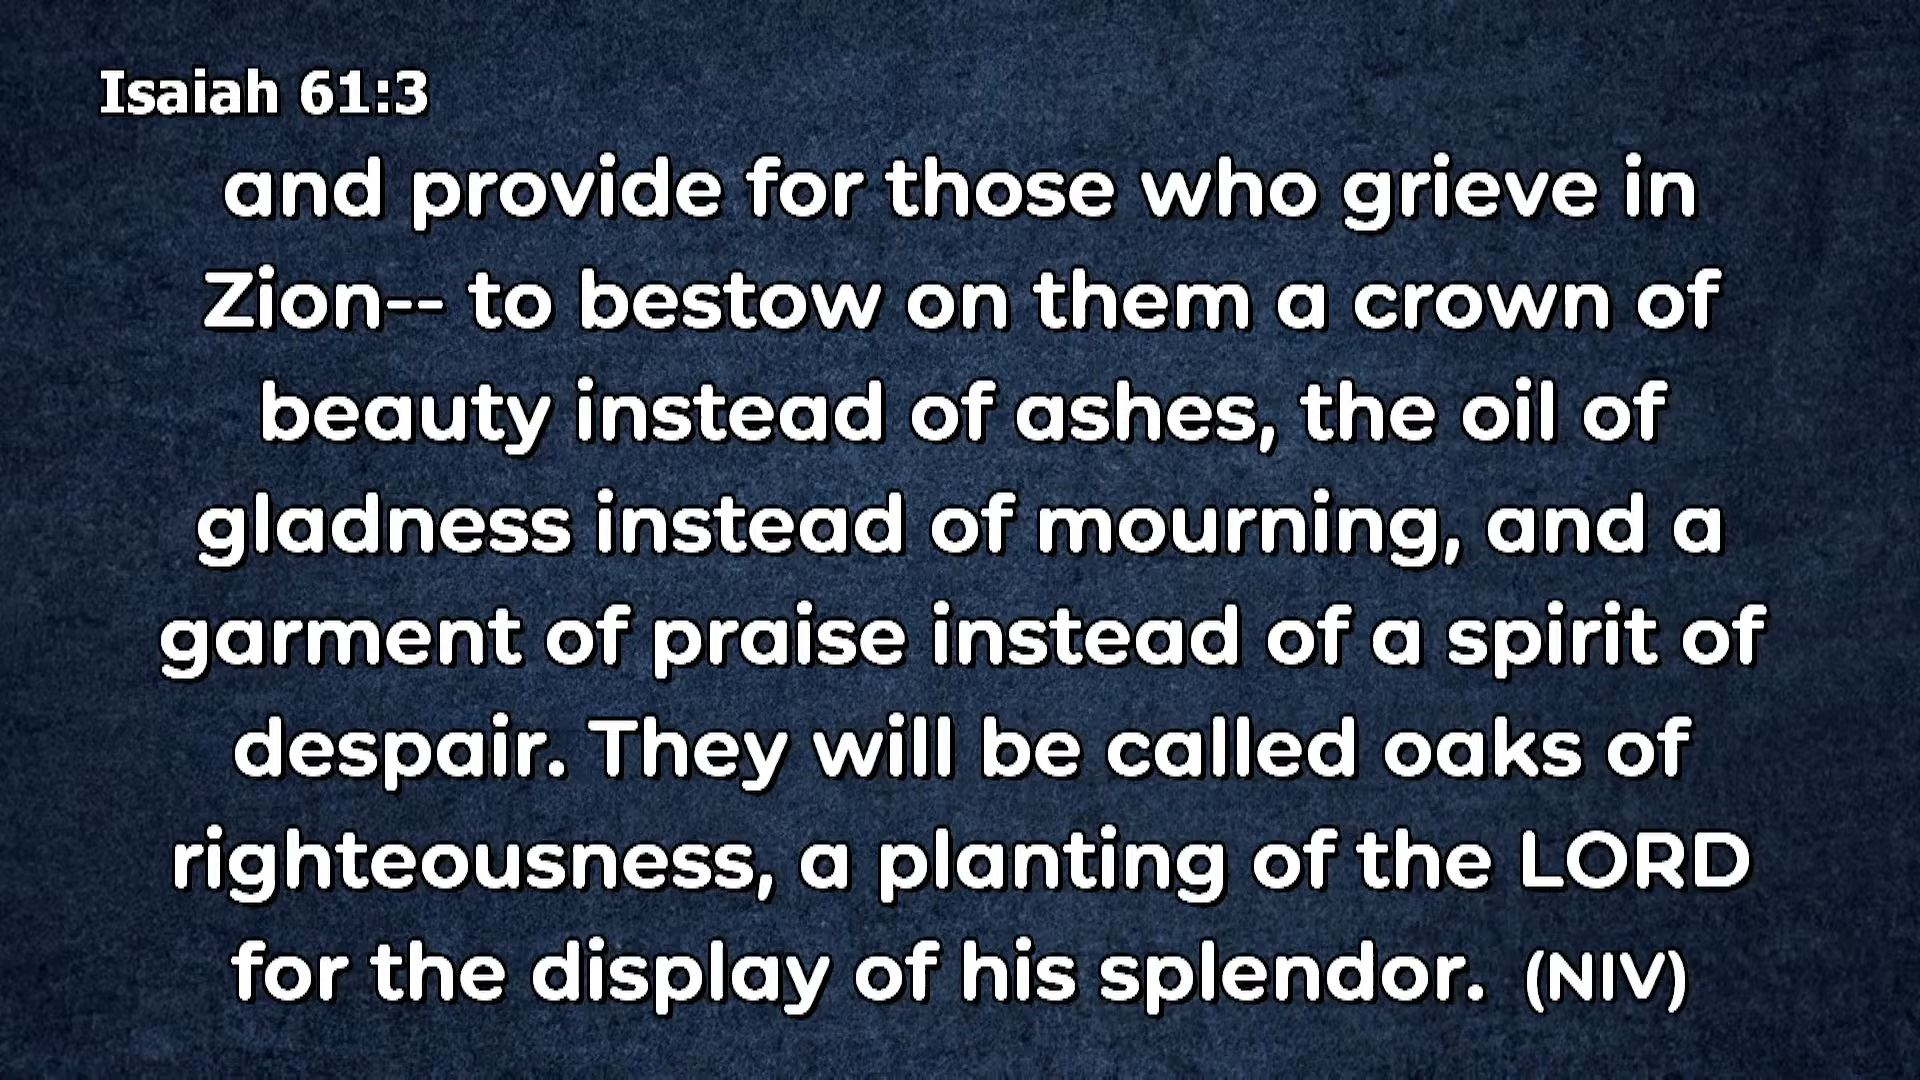 Isaiah 61:3
and provide for those who grieve in
Zion-- to bestow on them a crown of
beauty instead of ashes, the oil of
gladness instead of mourning, and a
garment of praise instead of a spirit of
despair. They will be called oaks of
righteousness, a planting of the LORD
for the display of his splendor. (NIV)